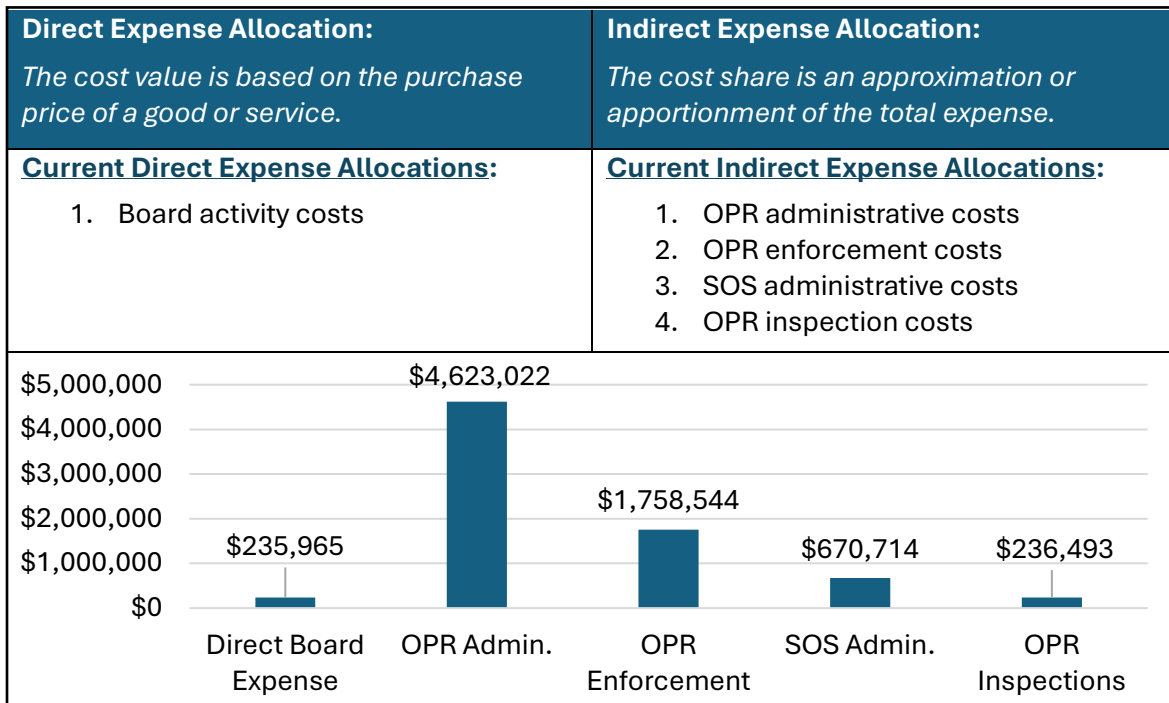 Direct Expense Allocation:
The cost value is based on the purchase
price of a good or service.
Indirect Expense Allocation:
The cost share is an approximation or
apportionment of the total expense.
Current Direct Expense Allocations:
1. Board activity costs
Current Indirect Expense Allocations:
1. OPR administrative costs
2. OPR enforcement costs
3. SOS administrative costs
4. OPR inspection costs
$5,000,000
$4,000,000
$3,000,000
$2,000,000
$1,000,000
$0
$235,965
$4,623,022
$1,758,544
$670,714
$236,493
Direct Board
Expense
OPR Admin.
OPR
Enforcement
SOS Admin.
OPR
Inspections